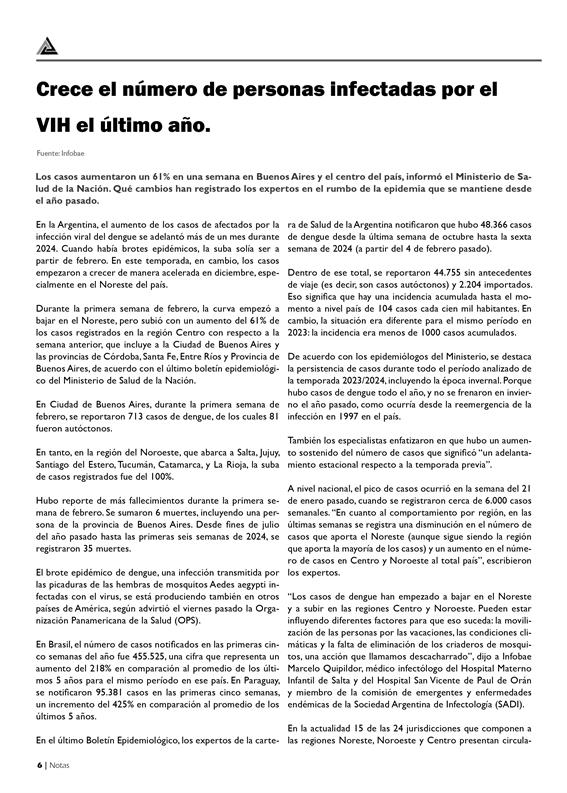 Crece el número de personas infectadas por el
VIH el último año.
Fuente: Infobae
Los casos aumentaron un 61% en una semana en Buenos Aires y el centro del país, informó el Ministerio de Sa-
lud de la Nación. Qué cambios han registrado los expertos en el rumbo de la epidemia que se mantiene desde
el año pasado.
En la Argentina, el aumento de los casos de afectados por la
infección viral del dengue se adelantó más de un mes durante
2024. Cuando había brotes epidémicos, la suba solía ser a
partir de febrero. En este temporada, en cambio, los casos
empezaron a crecer de manera acelerada en diciembre, espe-
cialmente en el Noreste del país.
Durante la primera semana de febrero, la curva empezó a
bajar en el Noreste, pero subió con un aumento del 61% de
los casos registrados en la región Centro con respecto a la
semana anterior, que incluye a la Ciudad de Buenos Aires y
las provincias de Córdoba, Santa Fe, Entre Ríos y Provincia de
Buenos Aires, de acuerdo con el último boletín epidemiológi-
co del Ministerio de Salud de la Nación.
En Ciudad de Buenos Aires, durante la primera semana de
febrero, se reportaron 713 casos de dengue, de los cuales 81
fueron autóctonos.
En tanto, en la región del Noroeste, que abarca a Salta, Jujuy,
Santiago del Estero, Tucumán, Catamarca, y La Rioja, la suba
de casos registrados fue del 100%.
Hubo reporte de más fallecimientos durante la primera se-
mana de febrero. Se sumaron 6 muertes, incluyendo una per-
sona de la provincia de Buenos Aires. Desde fines de julio
del año pasado hasta las primeras seis semanas de 2024, se
registraron 35 muertes.
El brote epidémico de dengue, una infección transmitida por
las picaduras de las hembras de mosquitos Aedes aegypti in-
fectadas con el virus, se está produciendo también en otros
países de América, según advirtió el viernes pasado la Orga-
nización Panamericana de la Salud (OPS).
En Brasil, el número de casos notificados en las primeras cin-
co semanas del año fue 455.525, una cifra que representa un
aumento del 218% en comparación al promedio de los últi-
mos 5 años para el mismo período en ese país. En Paraguay,
se notificaron 95.381 casos en las primeras cinco semanas,
un incremento del 425% en comparación al promedio de los
últimos 5 años.
En el último Boletín Epidemiológico, los expertos de la carte-
ra de Salud de la Argentina notificaron que hubo 48.366 casos
de dengue desde la última semana de octubre hasta la sexta
semana de 2024 (a partir del 4 de febrero pasado).
Dentro de ese total, se reportaron 44.755 sin antecedentes
de viaje (es decir, son casos autóctonos) y 2.204 importados.
Eso significa que hay una incidencia acumulada hasta el mo-
mento a nivel país de 104 casos cada cien mil habitantes. En
cambio, la situación era diferente para el mismo período en
2023: la incidencia era menos de 1000 casos acumulados.
De acuerdo con los epidemiólogos del Ministerio, se destaca
la persistencia de casos durante todo el período analizado de
la temporada 2023/2024, incluyendo la época invernal. Porque
hubo casos de dengue todo el año, y no se frenaron en invier-
no el año pasado, como ocurría desde la reemergencia de la
infección en 1997 en el país.
También los especialistas enfatizaron en que hubo un aumen-
to sostenido del número de casos que significó “un adelanta-
miento estacional respecto a la temporada previa”.
A nivel nacional, el pico de casos ocurrió en la semana del 21
de enero pasado, cuando se registraron cerca de 6.000 casos
semanales. “En cuanto al comportamiento por región, en las
últimas semanas se registra una disminución en el número de
casos que aporta el Noreste (aunque sigue siendo la región
que aporta la mayoría de los casos) y un aumento en el núme-
ro de casos en Centro y Noroeste al total país”, escribieron
los expertos.
“Los casos de dengue han empezado a bajar en el Noreste
y a subir en las regiones Centro y Noroeste. Pueden estar
influyendo diferentes factores para que eso suceda: la movili-
zación de las personas por las vacaciones, las condiciones cli-
máticas y la falta de eliminación de los criaderos de mosqui-
tos, una acción que llamamos descacharrado”, dijo a Infobae
Marcelo Quipildor, médico infectólogo del Hospital Materno
Infantil de Salta y del Hospital San Vicente de Paul de Orán
y miembro de la comisión de emergentes y enfermedades
endémicas de la Sociedad Argentina de Infectología (SADI).
En la actualidad 15 de las 24 jurisdicciones que componen a
las regiones Noreste, Noroeste y Centro presentan circula-
6 | Notas